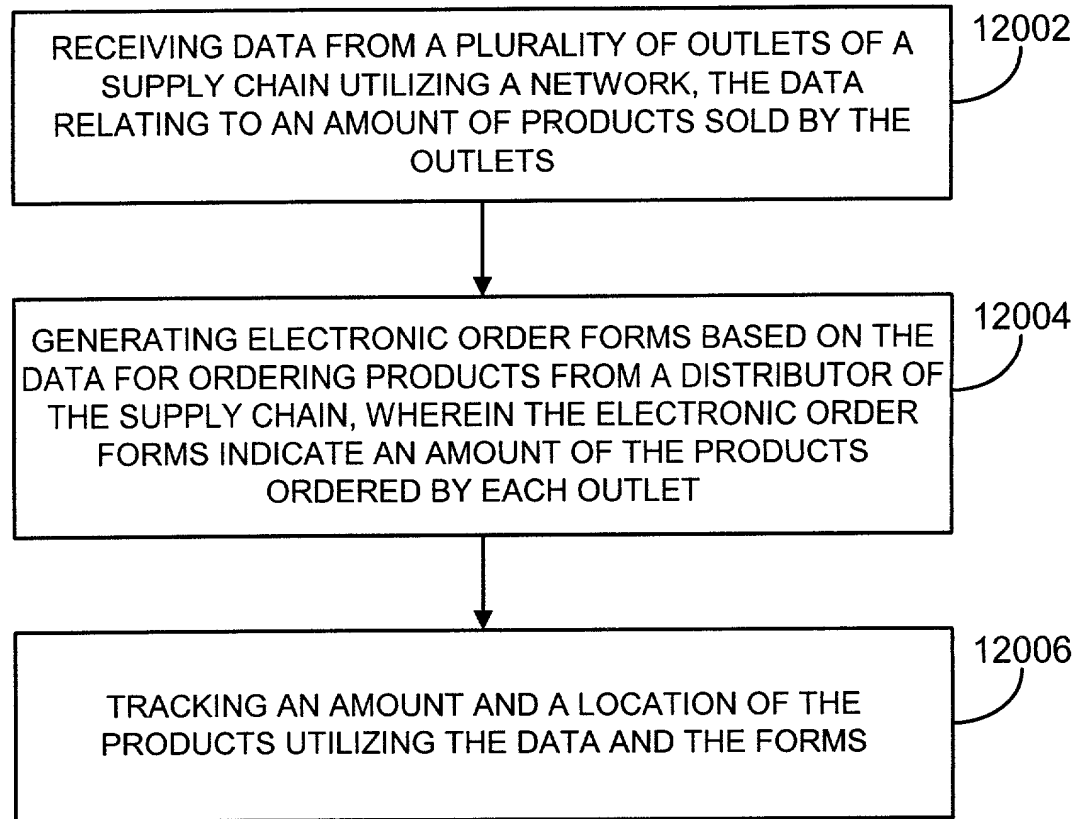 RECEIVING DATA FROM A PLURALITY OF OUTLETS OF A
SUPPLY CHAIN UTILIZING A NETWORK, THE DATA
RELATING TO AN AMOUNT OF PRODUCTS SOLD BY THE
OUTLETS
12002
GENERATING ELECTRONIC ORDER FORMS BASED ON THE
DATA FOR ORDERING PRODUCTS FROM A DISTRIBUTOR OF
THE SUPPLY CHAIN, WHEREIN THE ELECTRONIC ORDER
FORMS INDICATE AN AMOUNT OF THE PRODUCTS
ORDERED BY EACH OUTLET
12004
TRACKING AN AMOUNT AND A LOCATION OF THE
PRODUCTS UTILIZING THE DATA AND THE FORMS
12006